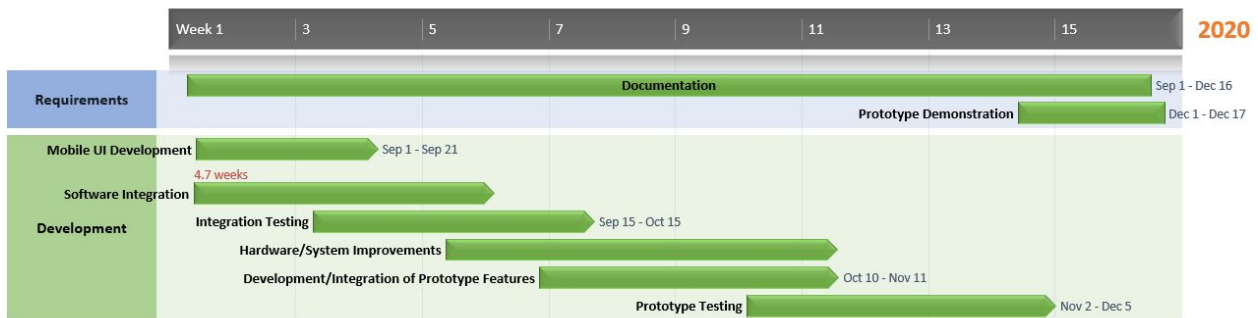 Week 1 3 5 7 9 11 13 15 2020
Documentation Sep 1 - Dec 16
Requirements
Prototype Demonstration Dec 1 - Dec 17
Mobile UI Development Sep 1 - Sep 21
4.7 weeks
Software Integration
Integration Testing Sep 15 - Oct 15
Development
Hardware/System Improvements
Development/Integration of Prototype Features Oct 10 - Nov 11
Prototype Testing Nov 2 - Dec 5